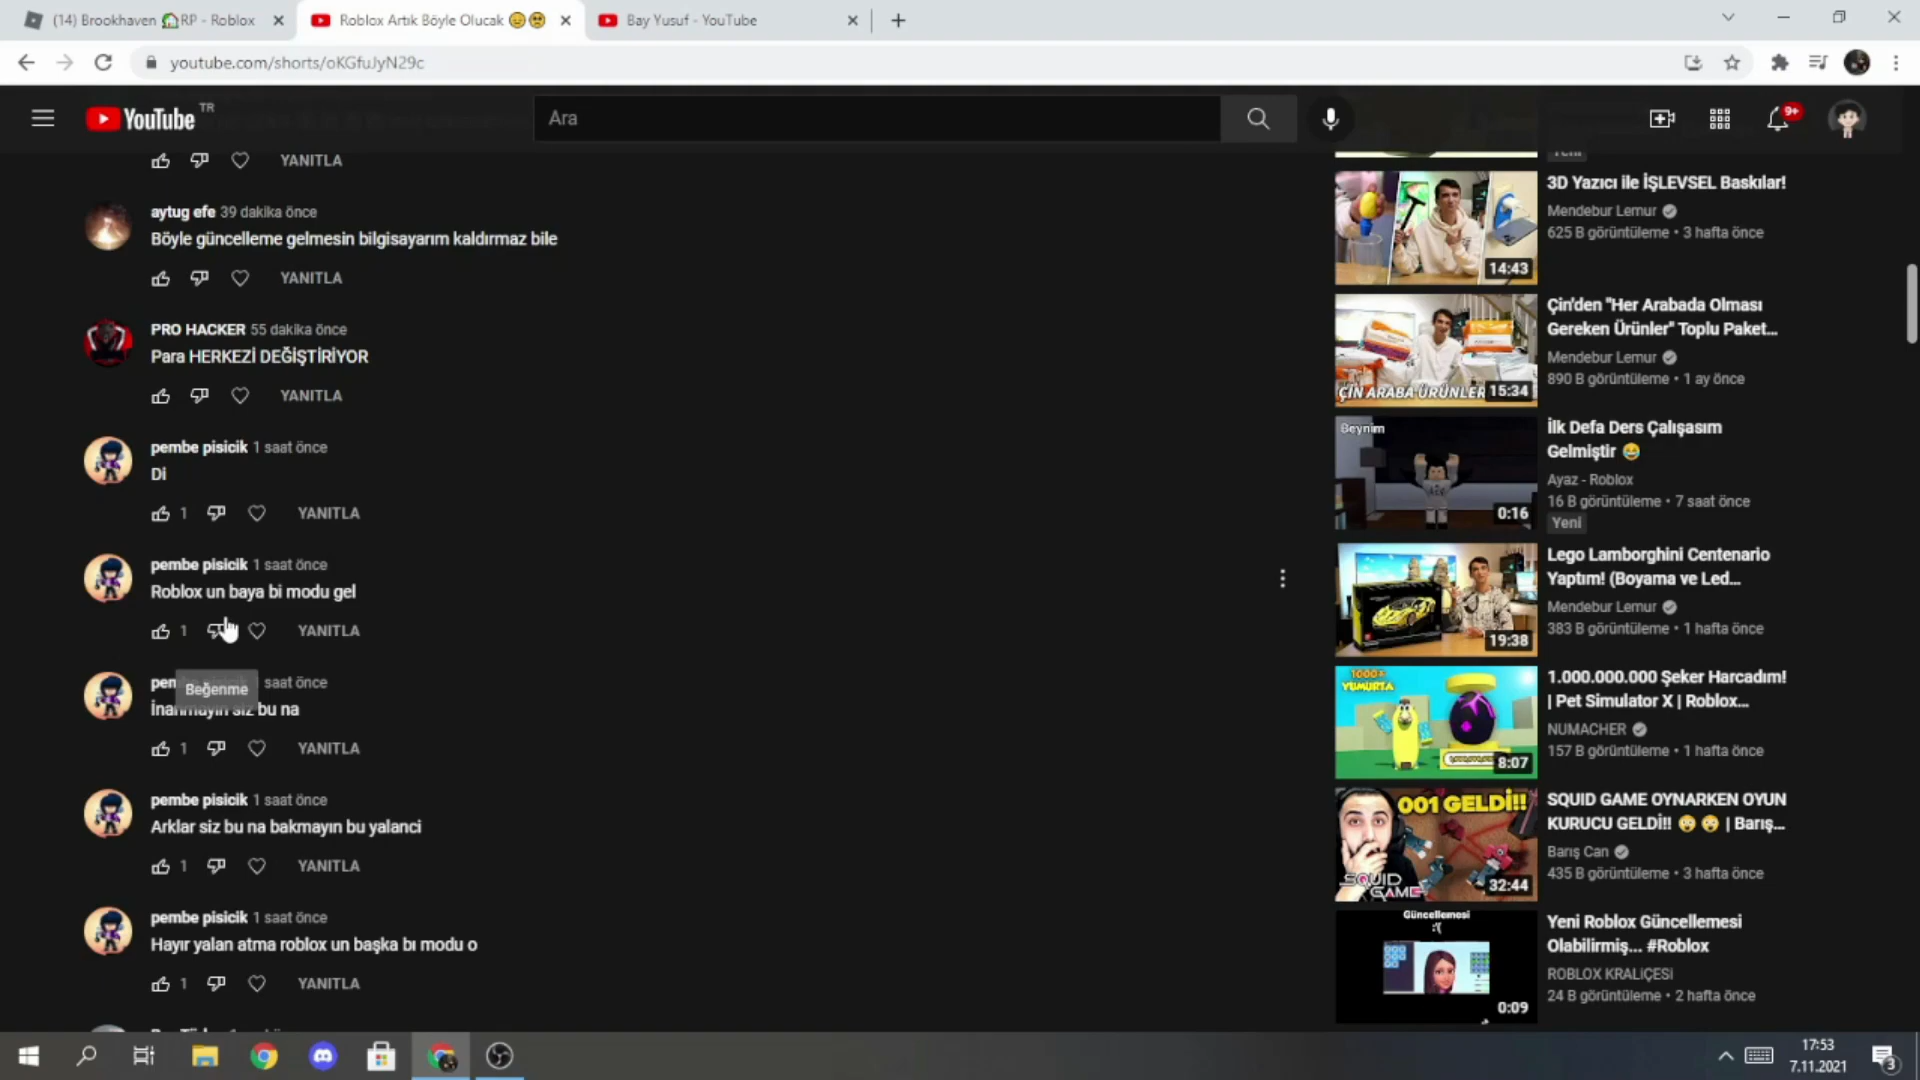 (14) Brookhaven 🏡RP - Roblox
Roblox Artık Böyle Olucak
Bay Yusuf - YouTube
youtube.com/shorts/oKGfuJyN29c
YouTube TR
Ara
9+
YANITLA
aytug efe 39 dakika önce
Böyle güncelleme gelmesin bilgisayarım kaldırmaz bile
YANITLA
PRO HACKER 55 dakika önce
Para HERKEZİ DEĞİŞTİRİYOR
YANITLA
pembe pisicik 1 saat önce
Di
1 YANITLA
pembe pisicik 1 saat önce
Roblox un baya bi modu gel
1 YANITLA
Beğenme
saat önce
siz bu na
1 YANITLA
pembe pisicik 1 saat önce
Arklar siz bu na bakmayın bu yalanci
1 YANITLA
pembe pisicik 1 saat önce
Hayır yalan atma roblox un başka bı modu o
1 YANITLA
14:43
3D Yazıcı ile İŞLEVSEL Baskılar!
Mendebur Lemur
625 B görüntüleme • 3 hafta önce
ÇİN ARABA ÜRÜNLER
15:34
Çin'den "Her Arabada Olması
Gereken Ürünler" Toplu Paket...
Mendebur Lemur
890 B görüntüleme • 1 ay önce
Beynim
0:16
İlk Defa Ders Çalışasım
Gelmiştir 😂
Ayaz - Roblox
16 B görüntüleme • 7 saat önce
Yeni
19:38
Lego Lamborghini Centenario
Yaptım! (Boyama ve Led...
Mendebur Lemur
383 B görüntüleme • 1 hafta önce
1000+
YUMURTA
8:07
1.000.000.000 Şeker Harcadım!
| Pet Simulator X | Roblox...
NUMACHER
157 B görüntüleme • 1 hafta önce
001 GELDİ!!
SQUID
GAME
32:44
SQUID GAME OYNARKEN OYUN
KURUCU GELDİ!! 😳 😳 | Barış...
Barış Can
435 B görüntüleme • 3 hafta önce
Güncellemesi
:'(
0:09
Yeni Roblox Güncellemesi
Olabilirmiş... #Roblox
ROBLOX KRALİÇESİ
24 B görüntüleme • 2 hafta önce
17:53
7.11.2021
3